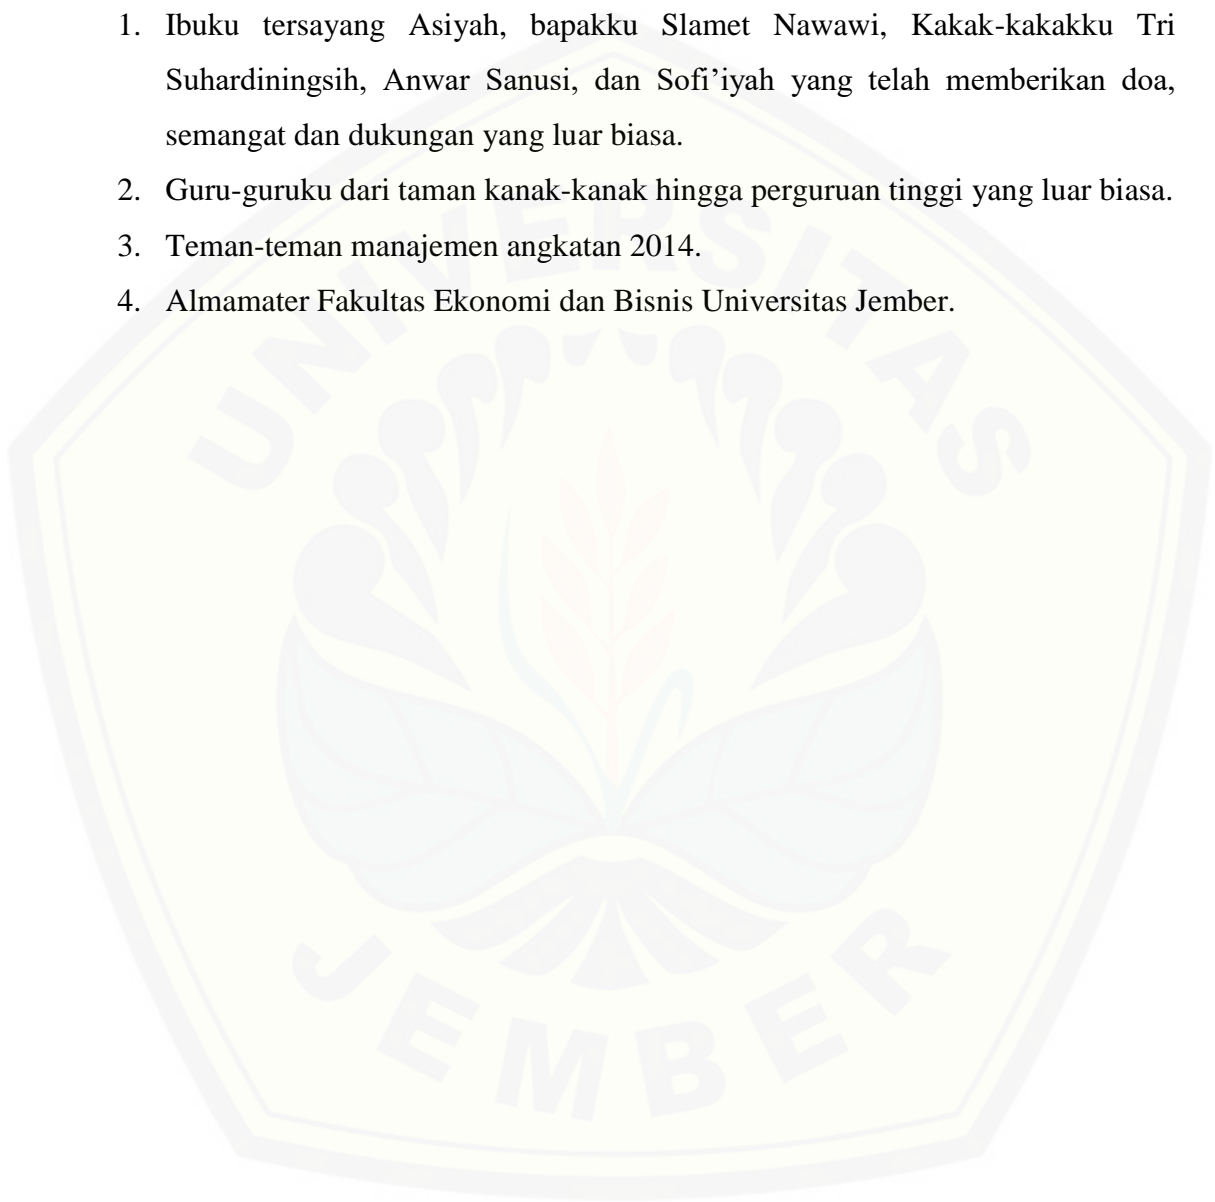 1. Ibuku tersayang Asiyah, bapakku Slamet Nawawi, Kakak-kakakku Tri
Suhardiningsih, Anwar Sanusi, dan Sofi’iyah yang telah memberikan doa,
semangat dan dukungan yang luar biasa.
2. Guru-guruku dari taman kanak-kanak hingga perguruan tinggi yang luar biasa.
3. Teman-teman manajemen angkatan 2014.
4. Almamater Fakultas Ekonomi dan Bisnis Universitas Jember.
UNIVERSITAS
JEMBER